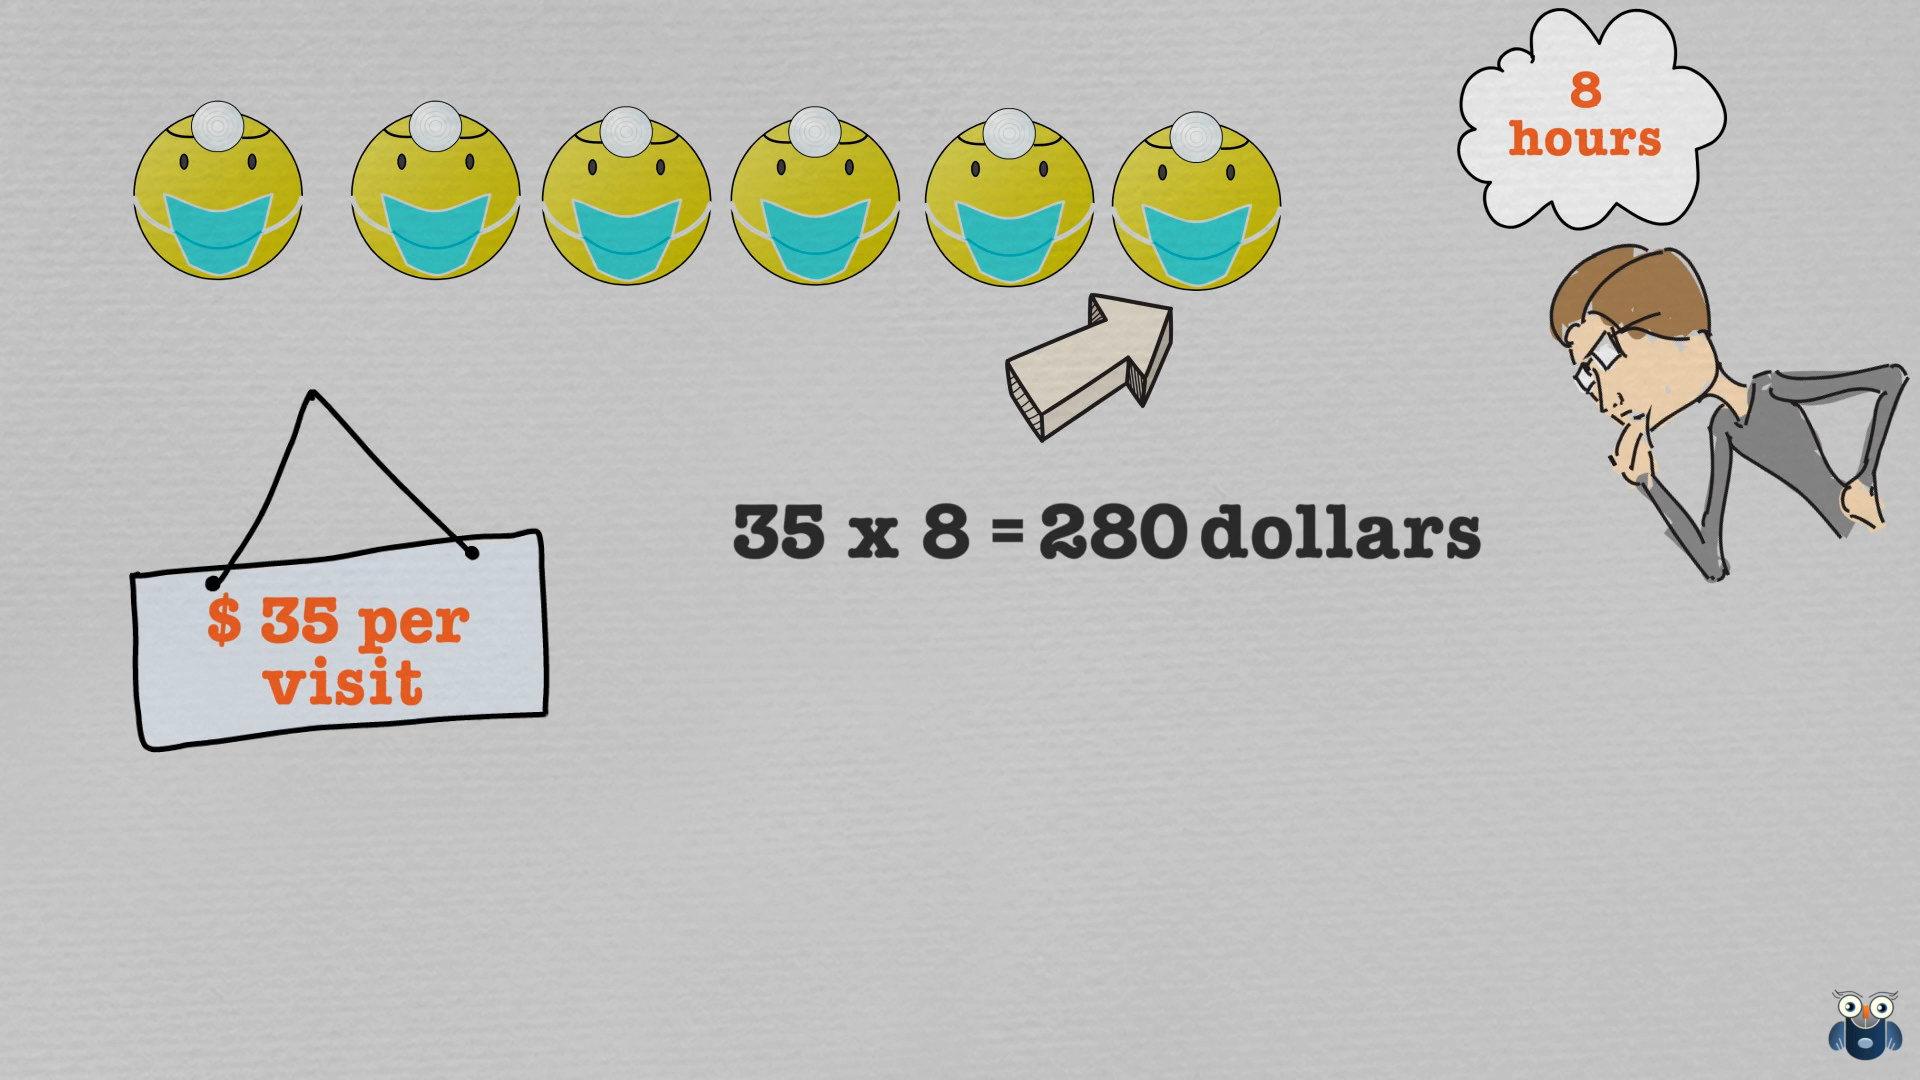 8
hours
35 x 8 = 280 dollars
$ 35 per
visit